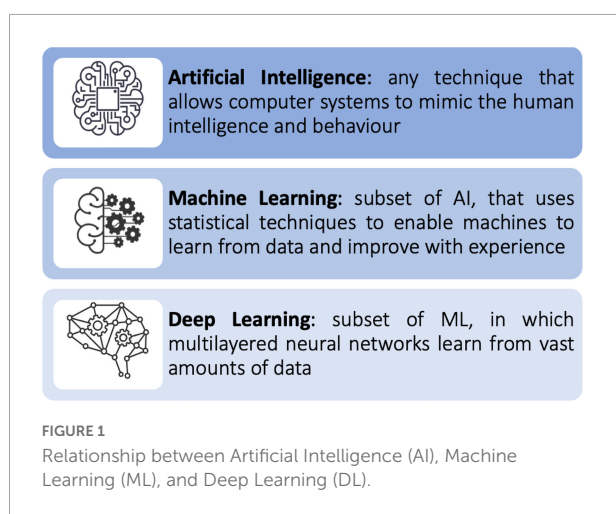 Artificial Intelligence: any technique that
allows computer systems to mimic the human
intelligence and behaviour
Machine Learning: subset of AI, that uses
statistical techniques to enable machines to
learn from data and improve with experience
Deep Learning: subset of ML, in which
multilayered neural networks learn from vast
amounts of data
FIGURE 1
Relationship between Artificial Intelligence (AI), Machine
Learning (ML), and Deep Learning (DL).